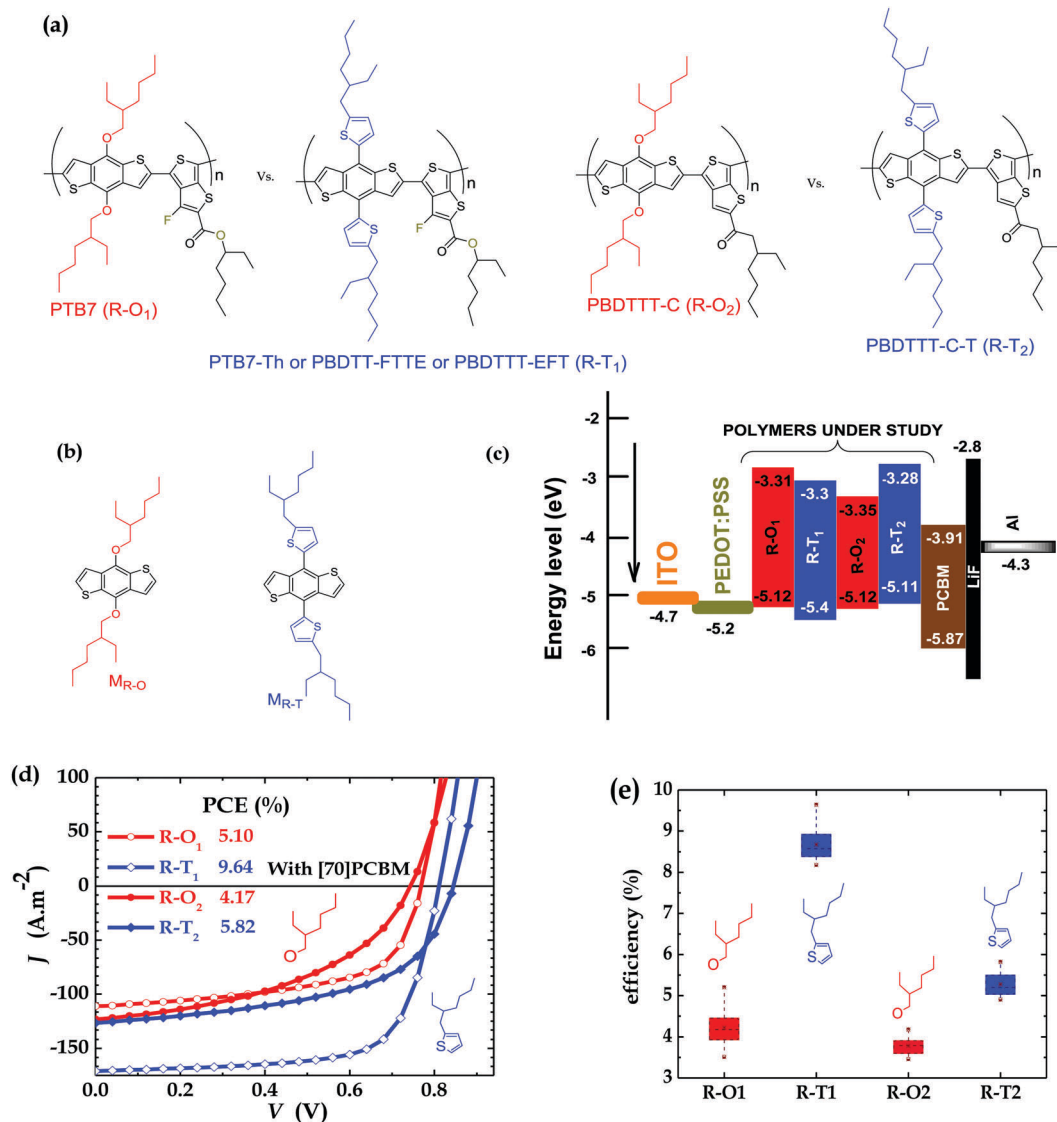 (a)
O
O
S
S
S
S
F
O
O
n
PTB7 (R-O₁)
Vs.
S
S
S
S
S
S
F
O
O
n
PTB7-Th or PBDTT-FTTE or PBDTTT-EFT (R-T₁)
O
O
S
S
S
S
O
n
PBDTTT-C (R-O₂)
vs.
S
S
S
S
S
S
O
n
PBDTTT-C-T (R-T₂)
(b)
O
S
S
O
M_R-O
S
S
S
S
M_R-T
(c)
Energy level (eV)
-2
-3
-4
-5
-6
POLYMERS UNDER STUDY
ITO
-4.7
PEDOT:PSS
-5.2
-3.31
R-O₁
-5.12
-3.3
R-T₁
-5.4
-3.35
R-O₂
-5.12
-3.28
R-T₂
-5.11
-3.91
PCBM
-5.87
-2.8
LiF
Al
-4.3
(d)
J (A.m⁻²)
100
50
0
-50
-100
-150
PCE (%)
R-O₁ 5.10
R-T₁ 9.64
With [70]PCBM
R-O₂ 4.17
R-T₂ 5.82
O
S
0.0 0.2 0.4 0.6 0.8
V (V)
(e)
efficiency (%)
10
9
8
7
6
5
4
3
O
S
O
S
R-O1 R-T1 R-O2 R-T2